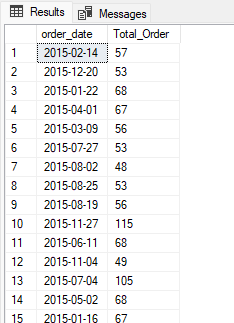 Results Messages
order_date Total_Order
1 2015-02-14 57
2 2015-12-20 53
3 2015-01-22 68
4 2015-04-01 67
5 2015-03-09 56
6 2015-07-27 53
7 2015-08-02 48
8 2015-08-25 53
9 2015-08-19 56
10 2015-11-27 115
11 2015-06-11 68
12 2015-11-04 49
13 2015-07-04 105
14 2015-05-02 68
15 2015-01-16 67